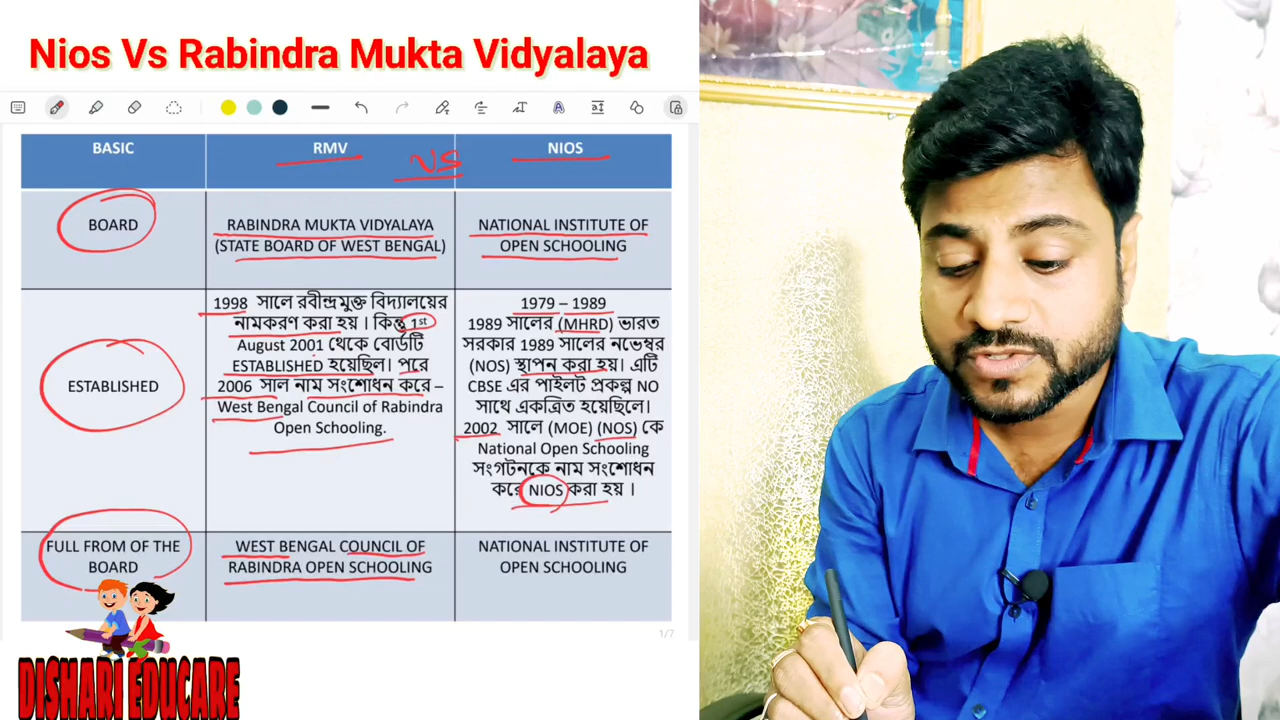 Nios Vs Rabindra Mukta Vidyalaya
BASIC
RMV
VS
NIOS
BOARD
RABINDRA MUKTA VIDYALAYA
(STATE BOARD OF WEST BENGAL)
NATIONAL INSTITUTE OF
OPEN SCHOOLING
ESTABLISHED
1998 সালে রবীন্দ্রমুক্ত বিদ্যালয়ের
নামকরণ করা হয় । কিন্তু 1st
August 2001 থেকে বোর্ডটি
ESTABLISHED হয়েছিল। পরে
2006 সাল নাম সংশোধন করে –
West Bengal Council of Rabindra
Open Schooling.
1979 – 1989
1989 সালের (MHRD) ভারত
সরকার 1989 সালের নভেম্বর
(NOS) স্থাপন করা হয়। এটি
CBSE এর পাইলট প্রকল্প NO
সাথে একত্রিত হয়েছিলে।
2002 সালে (MOE) (NOS) কে
National Open Schooling
সংগটনকে নাম সংশোধন
করে NIOS করা হয় ।
FULL FROM OF THE
BOARD
WEST BENGAL COUNCIL OF
RABINDRA OPEN SCHOOLING
NATIONAL INSTITUTE OF
OPEN SCHOOLING
1/7
DISHARI EDUCARE